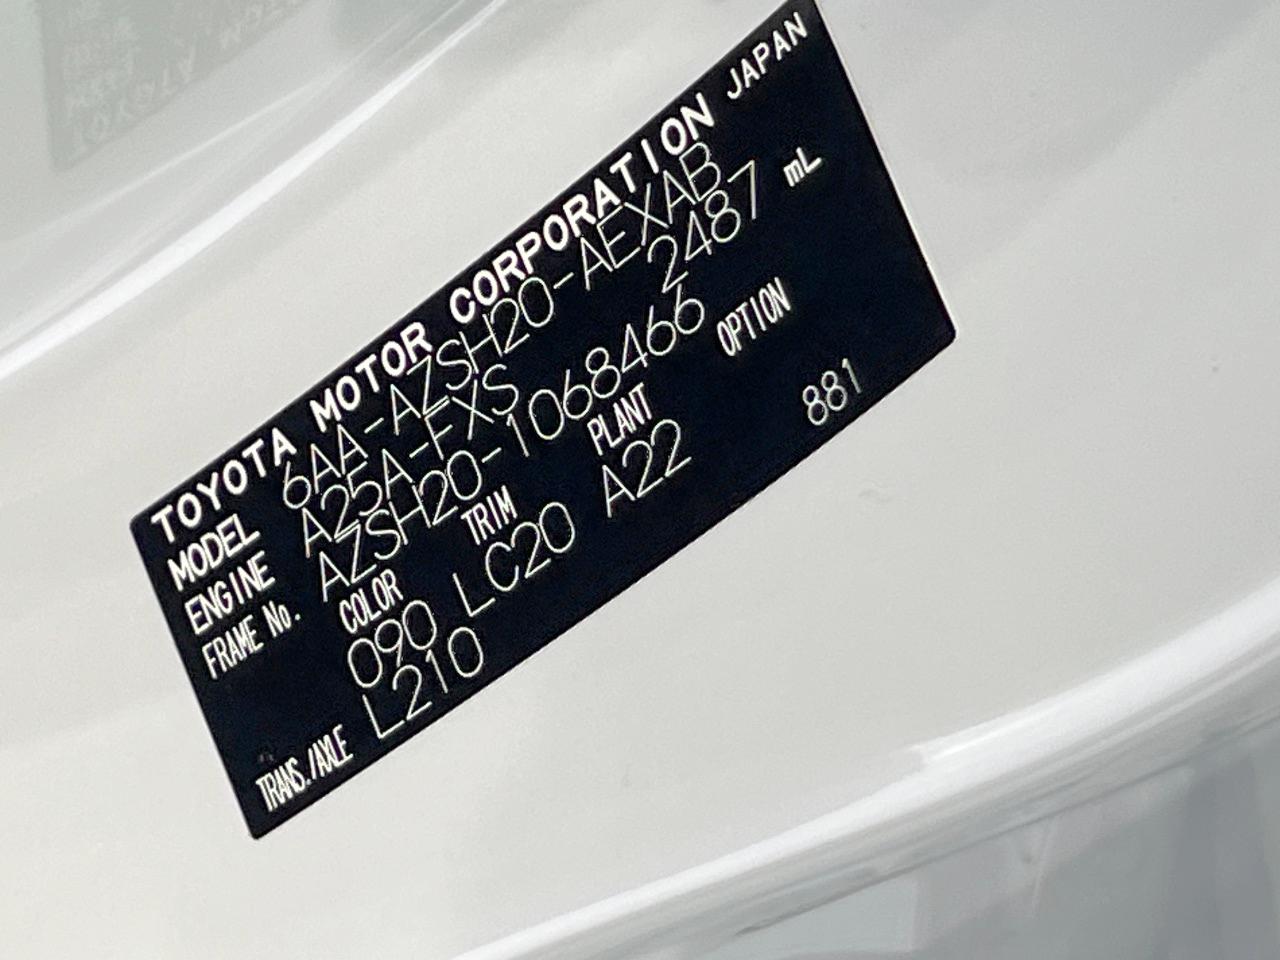 TOYOTA MOTOR CORPORATION JAPAN
MODEL 6AA-AZSH20-AEXAB
ENGINE A25A-FXS 2487 mL
FRAME No. AZSH20-1068466
COLOR TRIM PLANT OPTION
090 LC20 A22 881
TRANS./AXLE L210